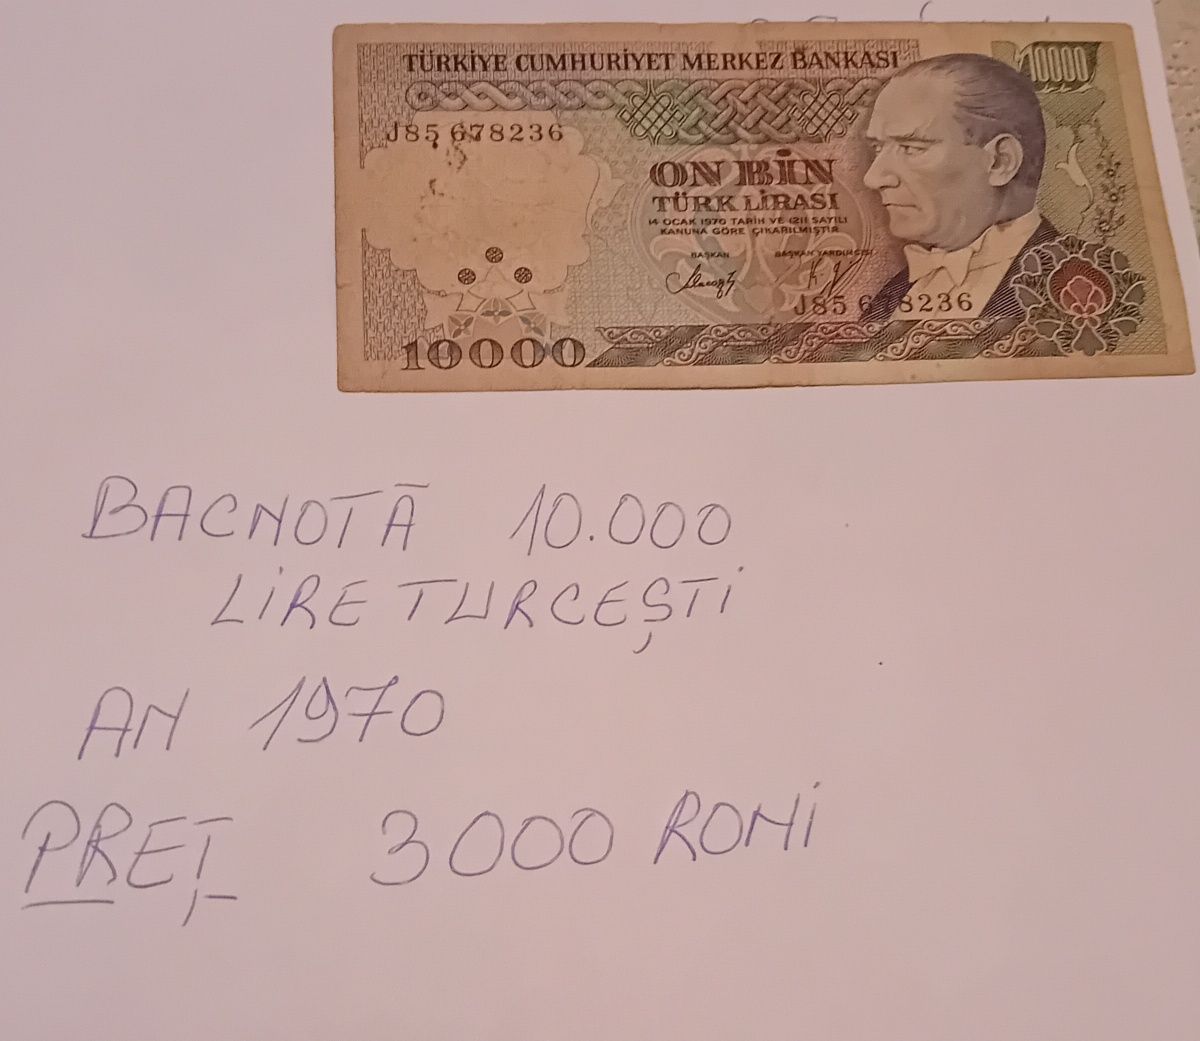 TÜRKİYE CUMHURİYET MERKEZ BANKASI
10000
J85 678236
ON BİN
TÜRK LİRASI
14 OCAK 1970 TARİH VE 1211 SAYILI
KANUNA GÖRE ÇIKARILMIŞTIR
BAŞKAN BAŞKAN YARDIMCISI
J85 678236
10000
BACNOTĂ 10.000
LIRE TURCEȘTI
AN 1970
PREȚ 3000 RONI